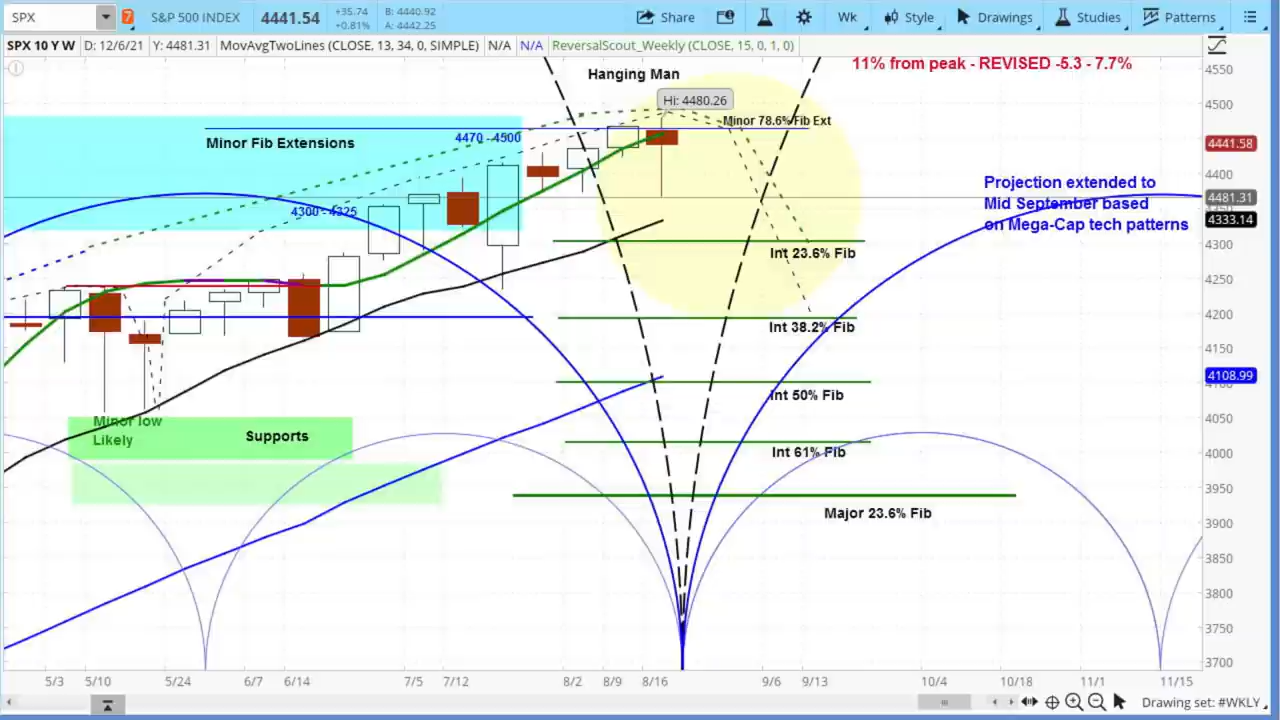 SPX 7 S&P 500 INDEX 4441.54 +35.74 B: 4440.92
+0.81% A: 4442.25
Share Wk Style Drawings Studies Patterns
SPX 10 Y W D: 12/6/21 Y: 4481.31 MovAvgTwoLines (CLOSE, 13, 34, 0, SIMPLE) N/A N/A ReversalScout_Weekly (CLOSE, 15, 0, 1, 0)
11% from peak - REVISED -5.3 - 7.7%
Hanging Man
Hi: 4480.26
Minor 78.6% Fib Ext
4470 - 4500
Minor Fib Extensions
4300 - 4325
Projection extended to
Mid September based
on Mega-Cap tech patterns
Int 23.6% Fib
Int 38.2% Fib
Int 50% Fib
Int 61% Fib
Major 23.6% Fib
Minor low
Likely
Supports
4550
4500
4441.58
4400
4481.31
4333.14
4300
4250
4200
4150
4108.99
4050
4000
3950
3900
3850
3800
3750
3700
5/3 5/10 5/24 6/7 6/14 7/5 7/12 8/2 8/9 8/16 9/6 9/13 10/4 10/18 11/1 11/15
Drawing set: #WKLY